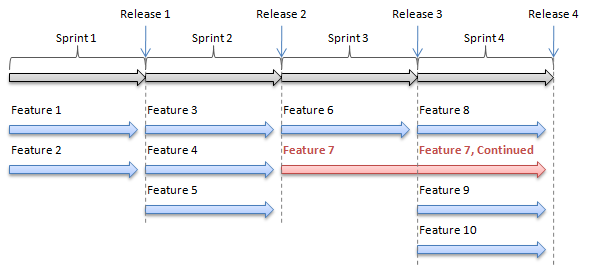 Release 1
Release 2
Release 3
Release 4
Sprint 1
Sprint 2
Sprint 3
Sprint 4
Feature 1
Feature 3
Feature 6
Feature 8
Feature 2
Feature 4
Feature 7
Feature 7, Continued
Feature 5
Feature 9
Feature 10